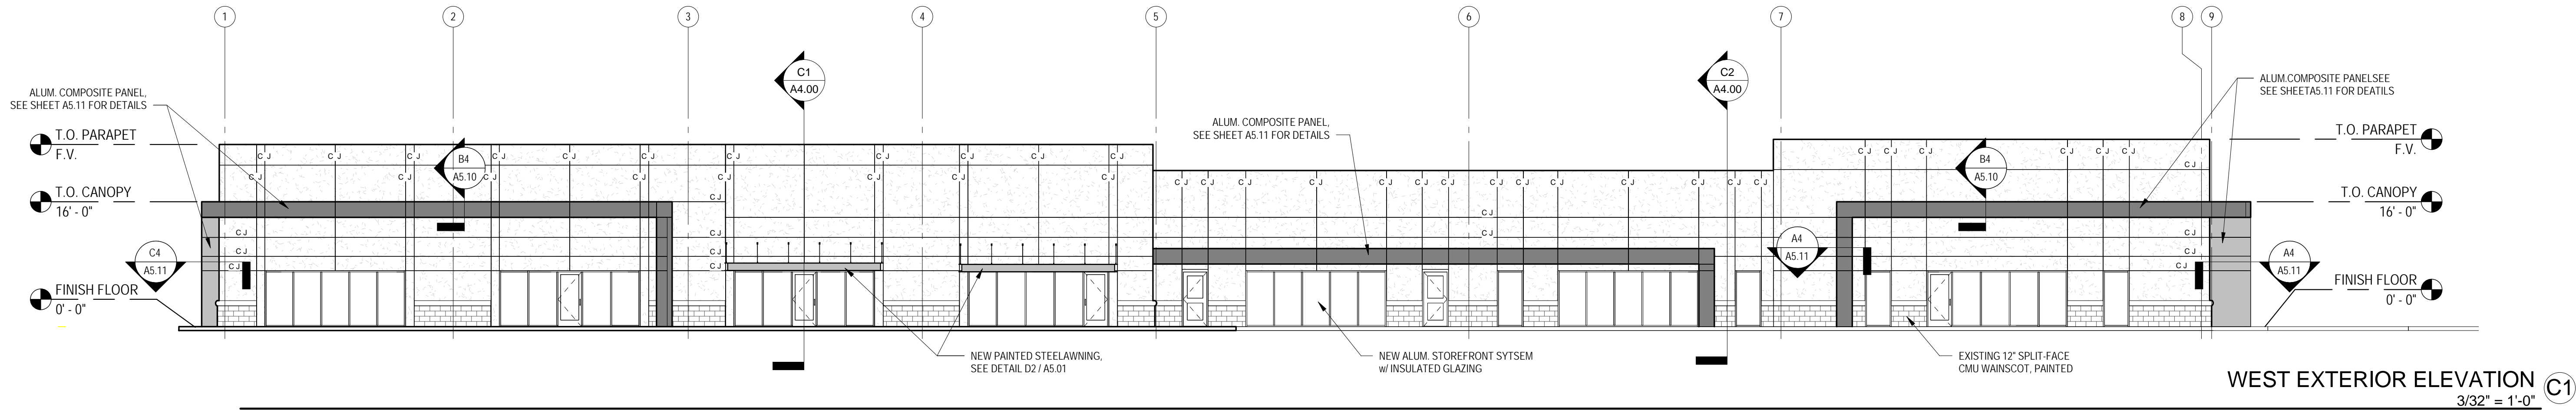 1
2
3
4
5
6
7
8
9
C1
A4.00
C2
A4.00
ALUM. COMPOSITE PANEL,
SEE SHEET A5.11 FOR DETAILS
ALUM.COMPOSITE PANELSEE
SEE SHEETA5.11 FOR DEATILS
ALUM. COMPOSITE PANEL,
SEE SHEET A5.11 FOR DETAILS
T.O. PARAPET
F.V.
T.O. PARAPET
F.V.
B4
A5.10
B4
A5.10
C J C J C J C J C J C J C J C J C J C J C J C J
C J C J C J C J C J C J C J C J
C J C J C J C J C J C J C J C J C J C J C J C J C J C J C J
C J C J C J C J C J C J
C J
T.O. CANOPY
16' - 0"
T.O. CANOPY
16' - 0"
C J
C J
C J
C J
C J
C J
C J
C J
C J
C J
C J
C J
C4
A5.11
A4
A5.11
A4
A5.11
FINISH FLOOR
0' - 0"
FINISH FLOOR
0' - 0"
NEW PAINTED STEELAWNING,
SEE DETAIL D2 / A5.01
NEW ALUM. STOREFRONT SYTSEM
w/ INSULATED GLAZING
EXISTING 12" SPLIT-FACE
CMU WAINSCOT, PAINTED
WEST EXTERIOR ELEVATION
3/32" = 1'-0"
C1